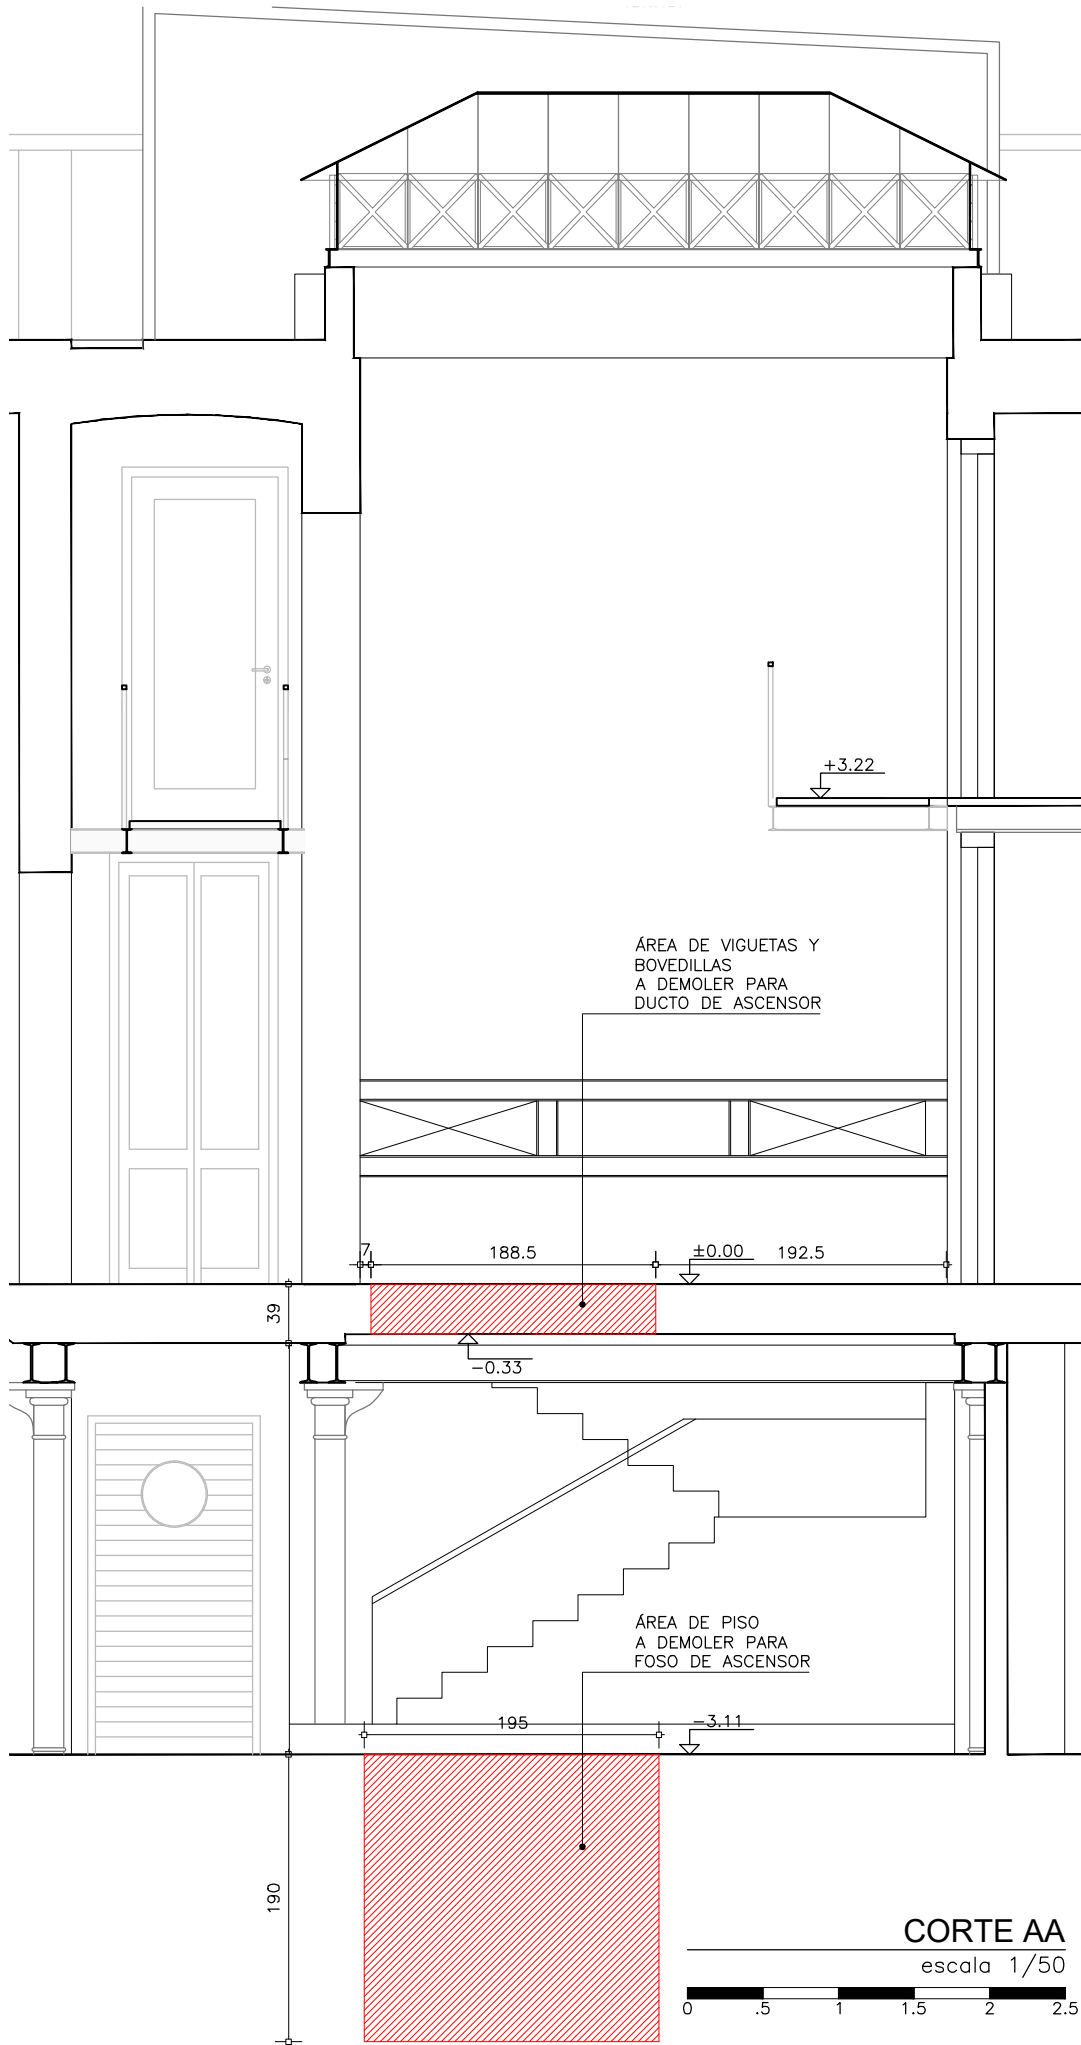 +3.22
ÁREA DE VIGUETAS Y
BOVEDILLAS
A DEMOLER PARA
DUCTO DE ASCENSOR
7
188.5
±0.00
192.5
39
-0.33
ÁREA DE PISO
A DEMOLER PARA
FOSO DE ASCENSOR
195
-3.11
190
CORTE AA
escala 1/50
0 .5 1 1.5 2 2.5